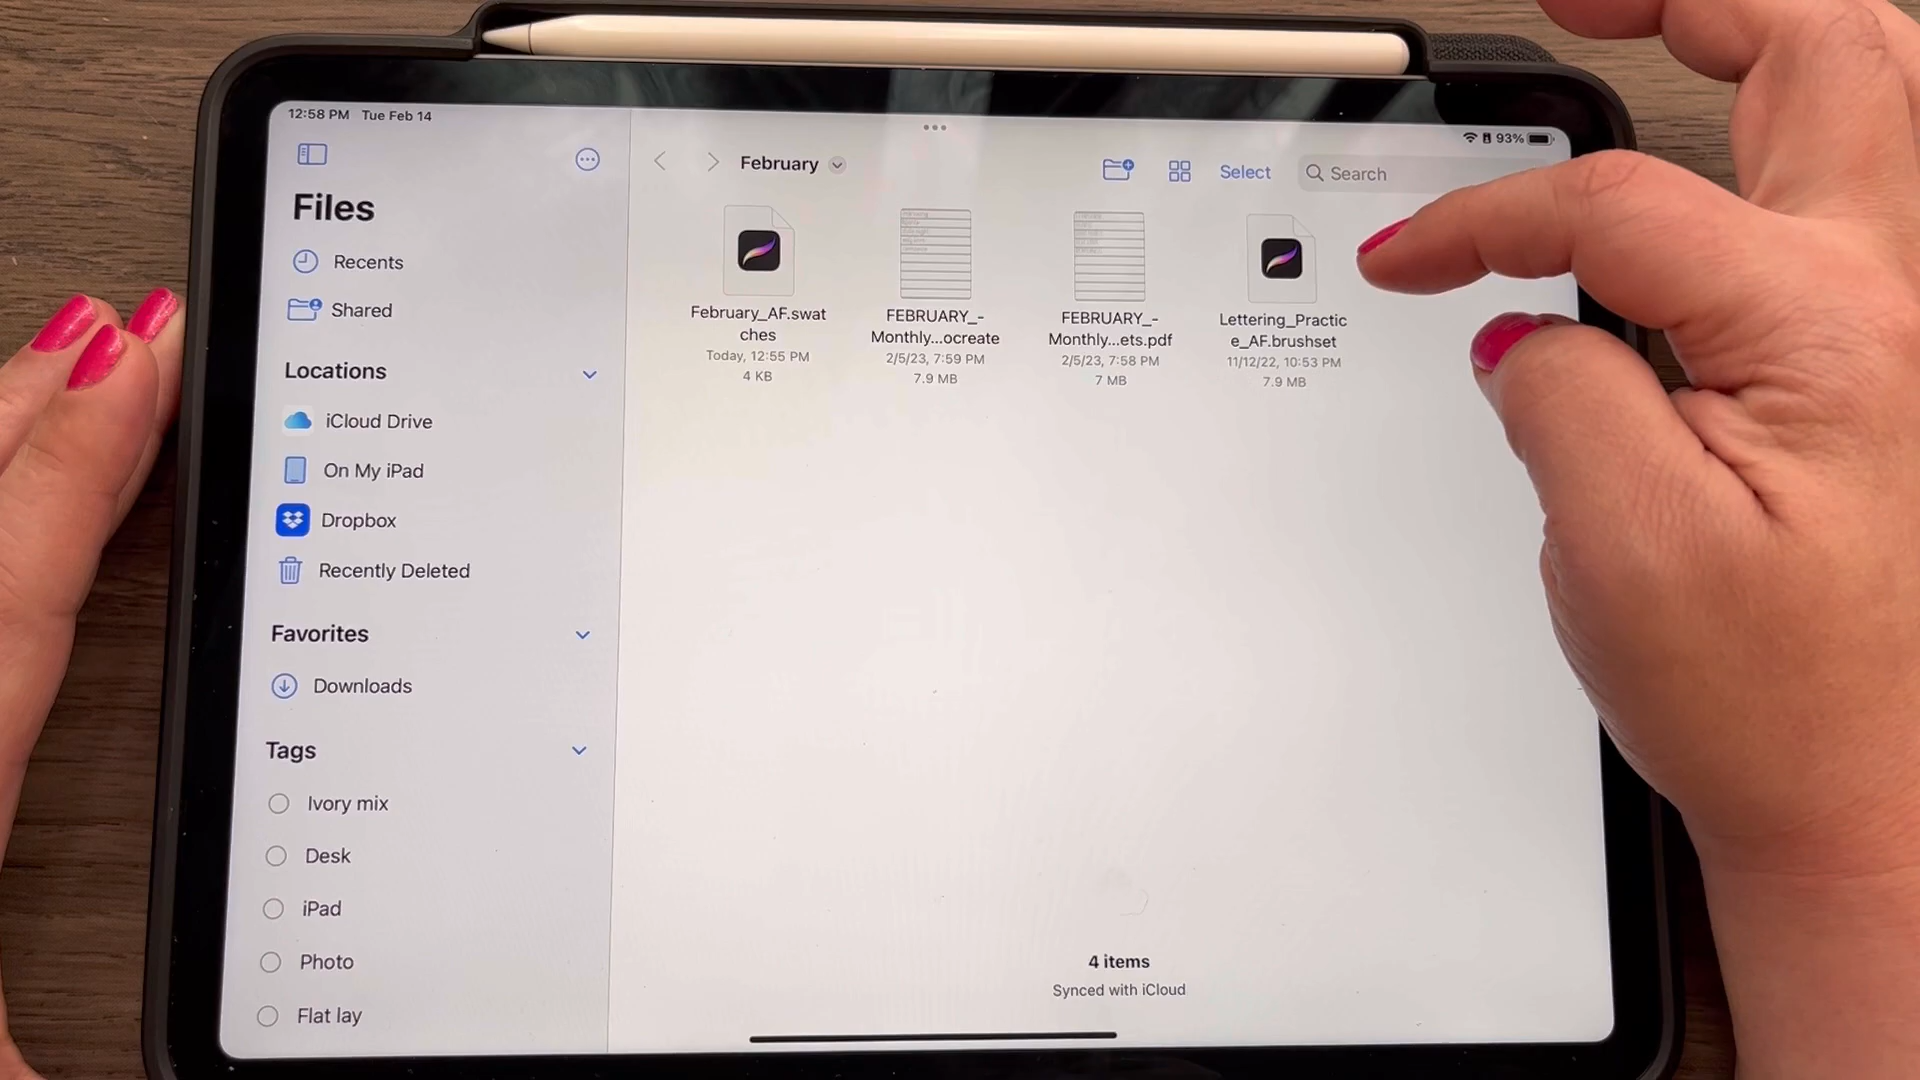 12:58 PM Tue Feb 14
93%
Files
Recents
Shared
Locations
iCloud Drive
On My iPad
Dropbox
Recently Deleted
Favorites
Downloads
Tags
Ivory mix
Desk
iPad
Photo
Flat lay
February
Select
Search
February_AF.swat
ches
Today, 12:55 PM
4 KB
FEBRUARY_-
Monthly...ocreate
2/5/23, 7:59 PM
7.9 MB
FEBRUARY_-
Monthly...ets.pdf
2/5/23, 7:58 PM
7 MB
Lettering_Practic
e_AF.brushset
11/12/22, 10:53 PM
7.9 MB
4 items
Synced with iCloud